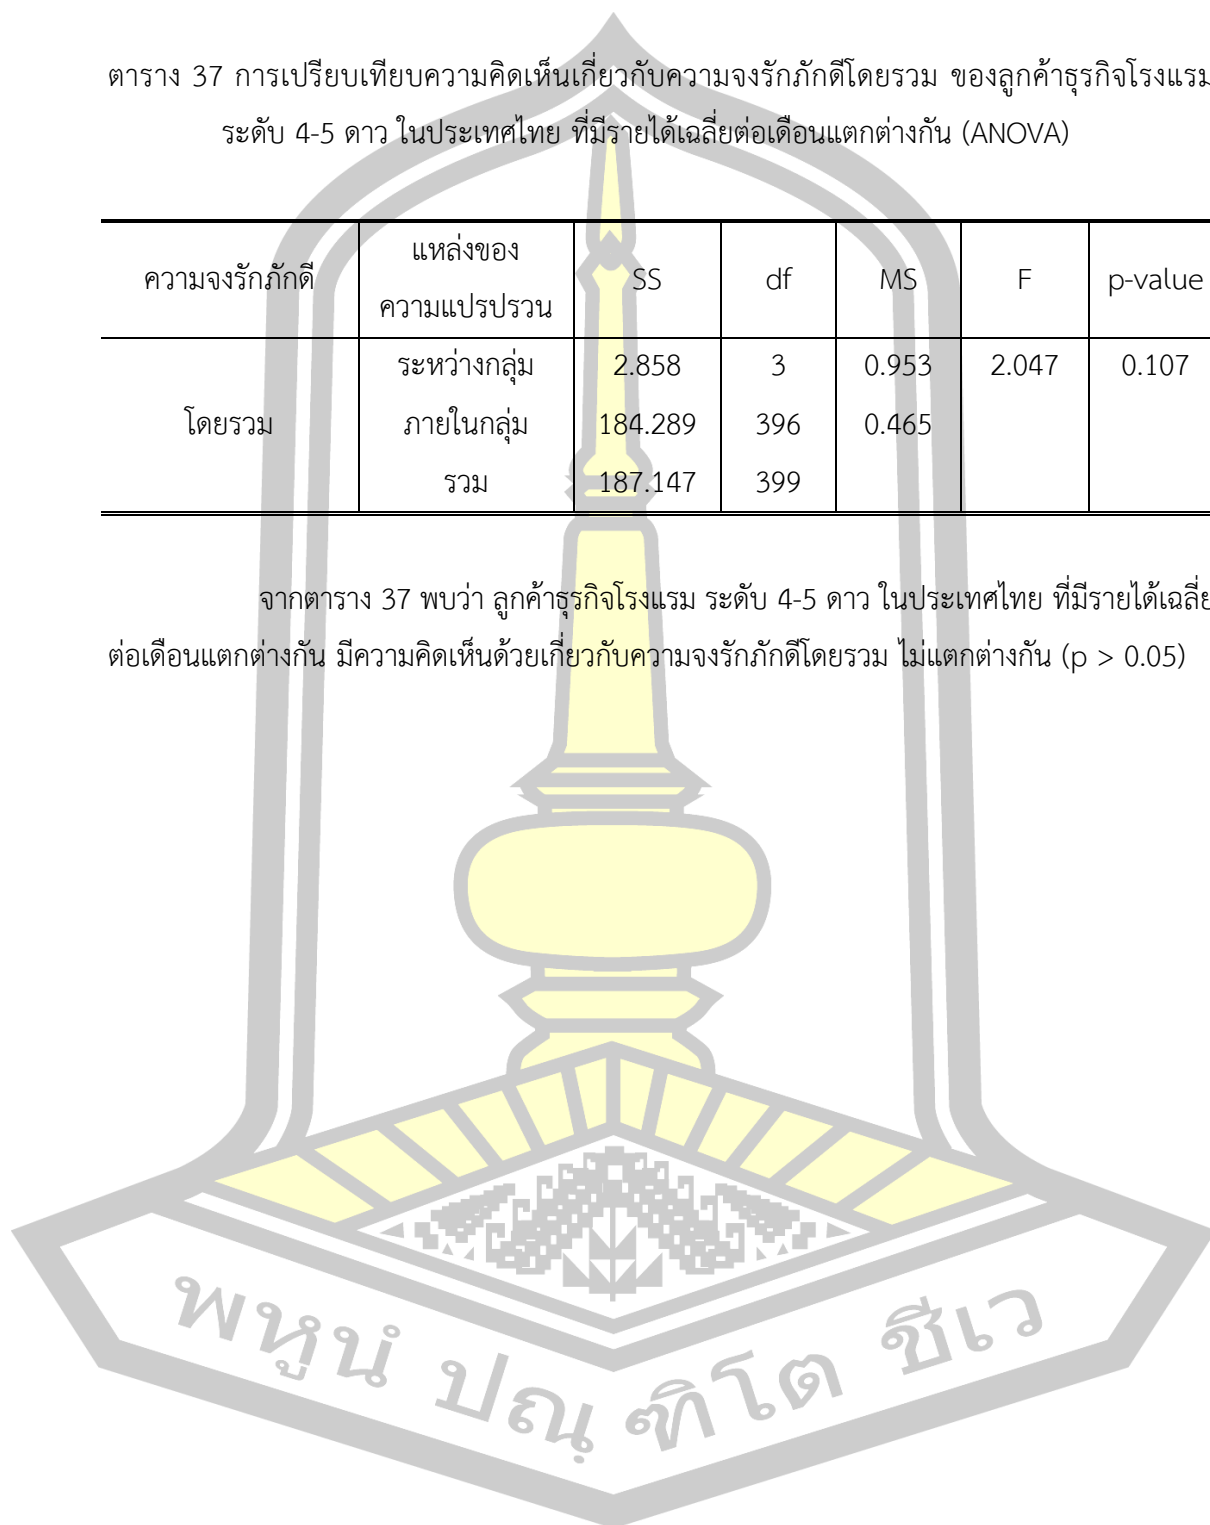 ตาราง 37 การเปรียบเทียบความคิดเห็นเกี่ยวกับความจงรักภักดีโดยรวม ของลูกค้าธุรกิจโรงแรม
ระดับ 4-5 ดาว ในประเทศไทย ที่มีรายได้เฉลี่ยต่อเดือนแตกต่างกัน (ANOVA)
ความจงรักภักดี แหล่งของ SS df MS F p-value
ความแปรปรวน
ระหว่างกลุ่ม 2.858 3 0.953 2.047 0.107
โดยรวม ภายในกลุ่ม 184.289 396 0.465
รวม 187.147 399
จากตาราง 37 พบว่า ลูกค้าธุรกิจโรงแรม ระดับ 4-5 ดาว ในประเทศไทย ที่มีรายได้เฉลี่ย
ต่อเดือนแตกต่างกัน มีความคิดเห็นด้วยเกี่ยวกับความจงรักภักดีโดยรวม ไม่แตกต่างกัน (p > 0.05)
พหูนํ ปณฺฑิโต ชีเว